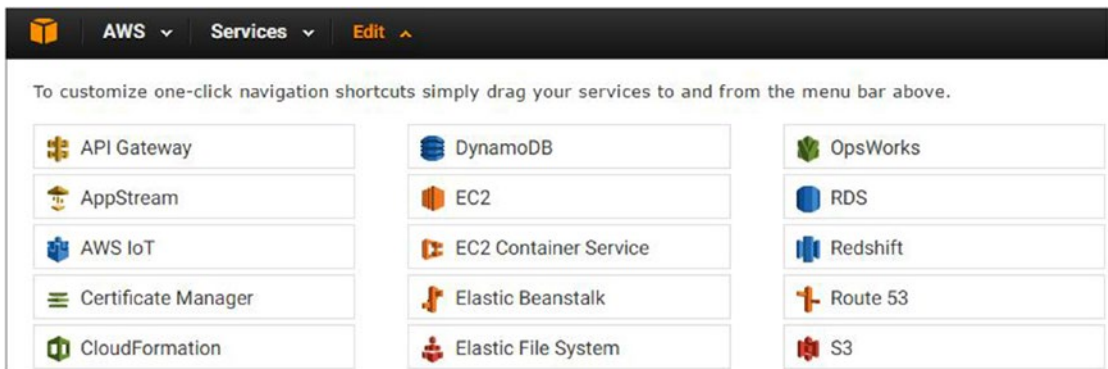 AWS Services Edit
To customize one-click navigation shortcuts simply drag your services to and from the menu bar above.
API Gateway DynamoDB OpsWorks
AppStream EC2 RDS
AWS IoT EC2 Container Service Redshift
Certificate Manager Elastic Beanstalk Route 53
CloudFormation Elastic File System S3